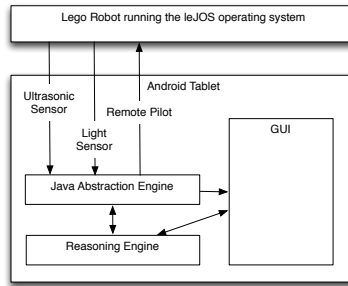 Lego Robot running the leJOS operating system
Android Tablet
Ultrasonic
Sensor
Remote Pilot
Light
Sensor
GUI
Java Abstraction Engine
Reasoning Engine